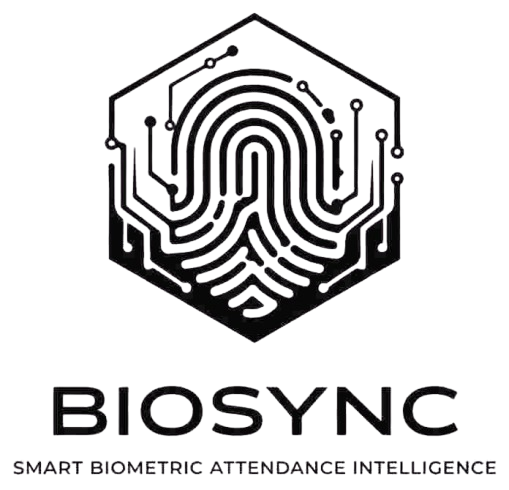 BIOSYNC
SMART BIOMETRIC ATTENDANCE INTELLIGENCE